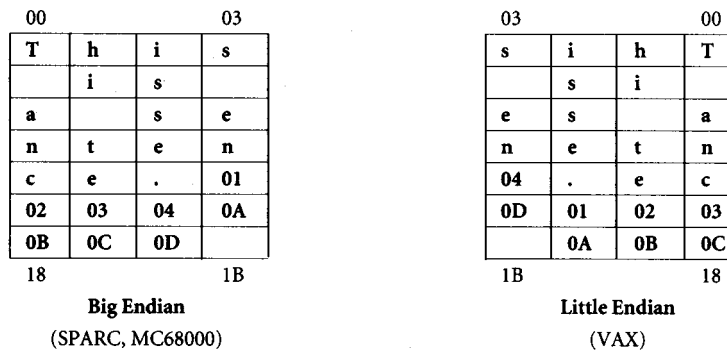 00 03
T h i s
i s
a s e
n t e n
c e . 01
02 03 04 0A
0B 0C 0D
18 1B
Big Endian
(SPARC, MC68000)
03 00
s i h T
s i
e s a
n e t n
04 . e c
0D 01 02 03
0A 0B 0C
1B 18
Little Endian
(VAX)